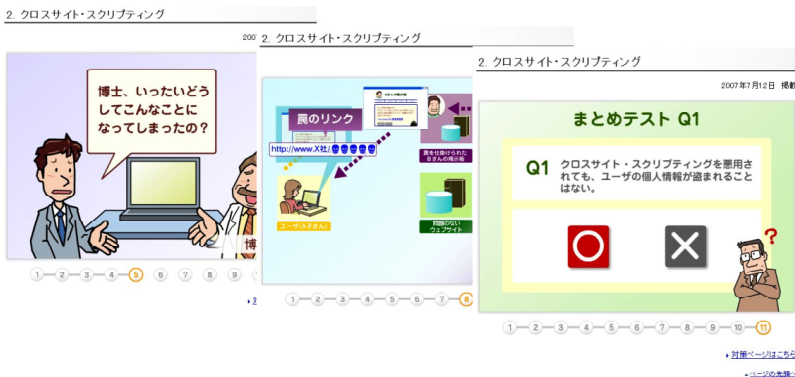 2. クロスサイト・スクリプティング
200
博士、いったいどう
してこんなことに
なってしまったの？
博
1 2 3 4 5 6 7 8 9
2. クロスサイト・スクリプティング
罠のリンク
http://www.X社/
罠を仕掛けられた
Bさんの掲示板
ユーザ(A子さん)
問題のない
ウェブサイト
1 2 3 4 5 6 7 8
2. クロスサイト・スクリプティング
2007年7月12日 掲載
まとめテスト Q1
Q1 クロスサイト・スクリプティングを悪用さ
れても、ユーザの個人情報が盗まれること
はない。
?
1 2 3 4 5 6 7 8 9 10 11
対策ページはこちら
ページの先頭へ